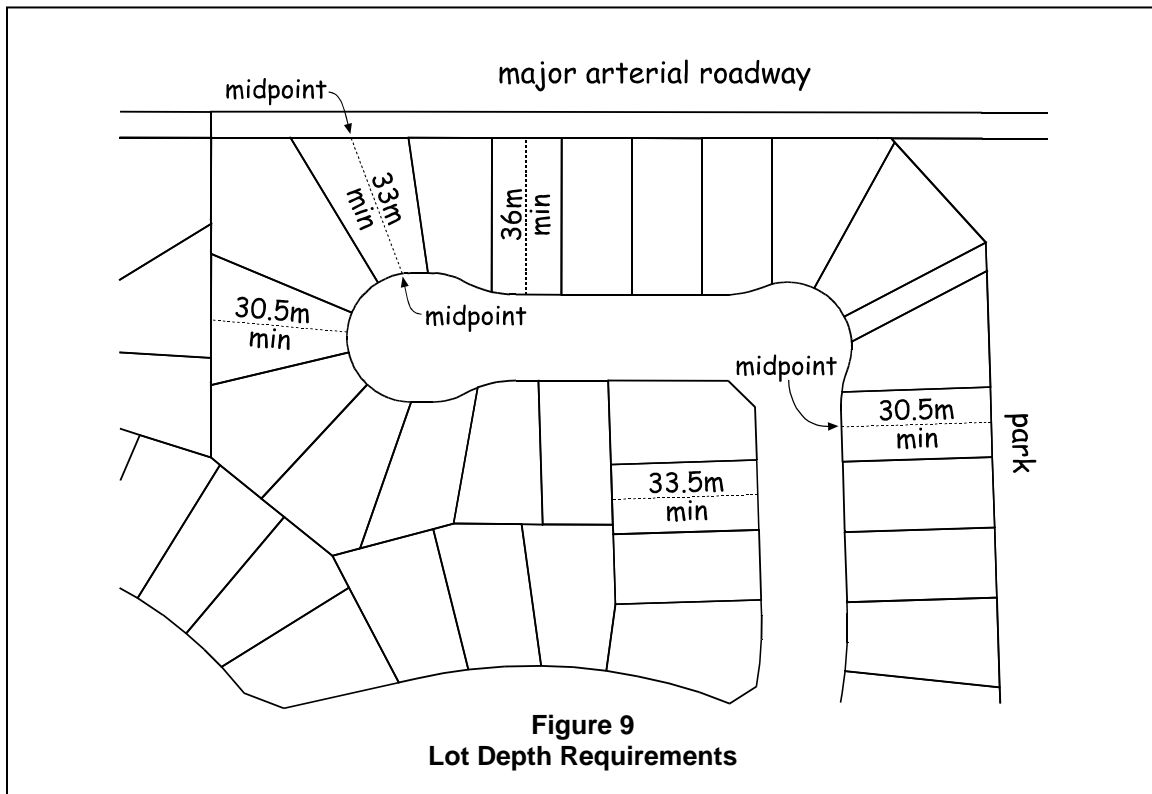 major arterial roadway
midpoint
33m
min
36m
min
30.5m
min
midpoint
midpoint
30.5m
min
park
33.5m
min
Figure 9
Lot Depth Requirements